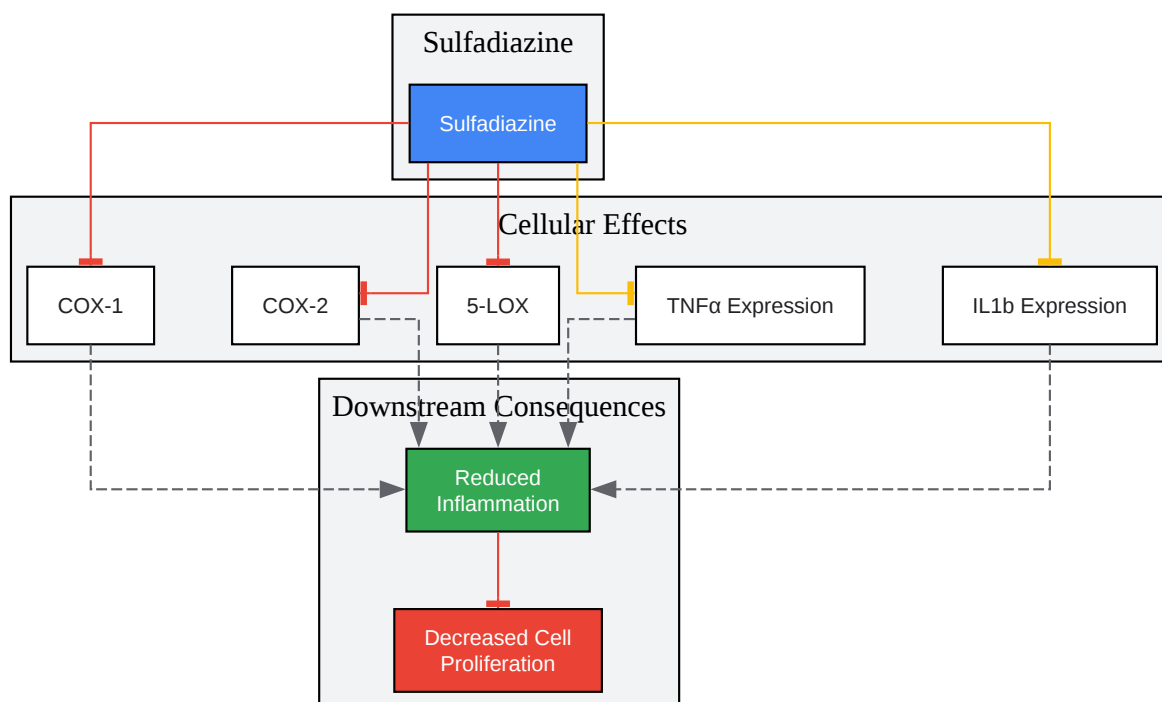 Sulfadiazine
Sulfadiazine
Cellular Effects
COX-1
COX-2
5-LOX
TNFα Expression
IL1b Expression
Downstream Consequences
Reduced
Inflammation
Decreased Cell
Proliferation